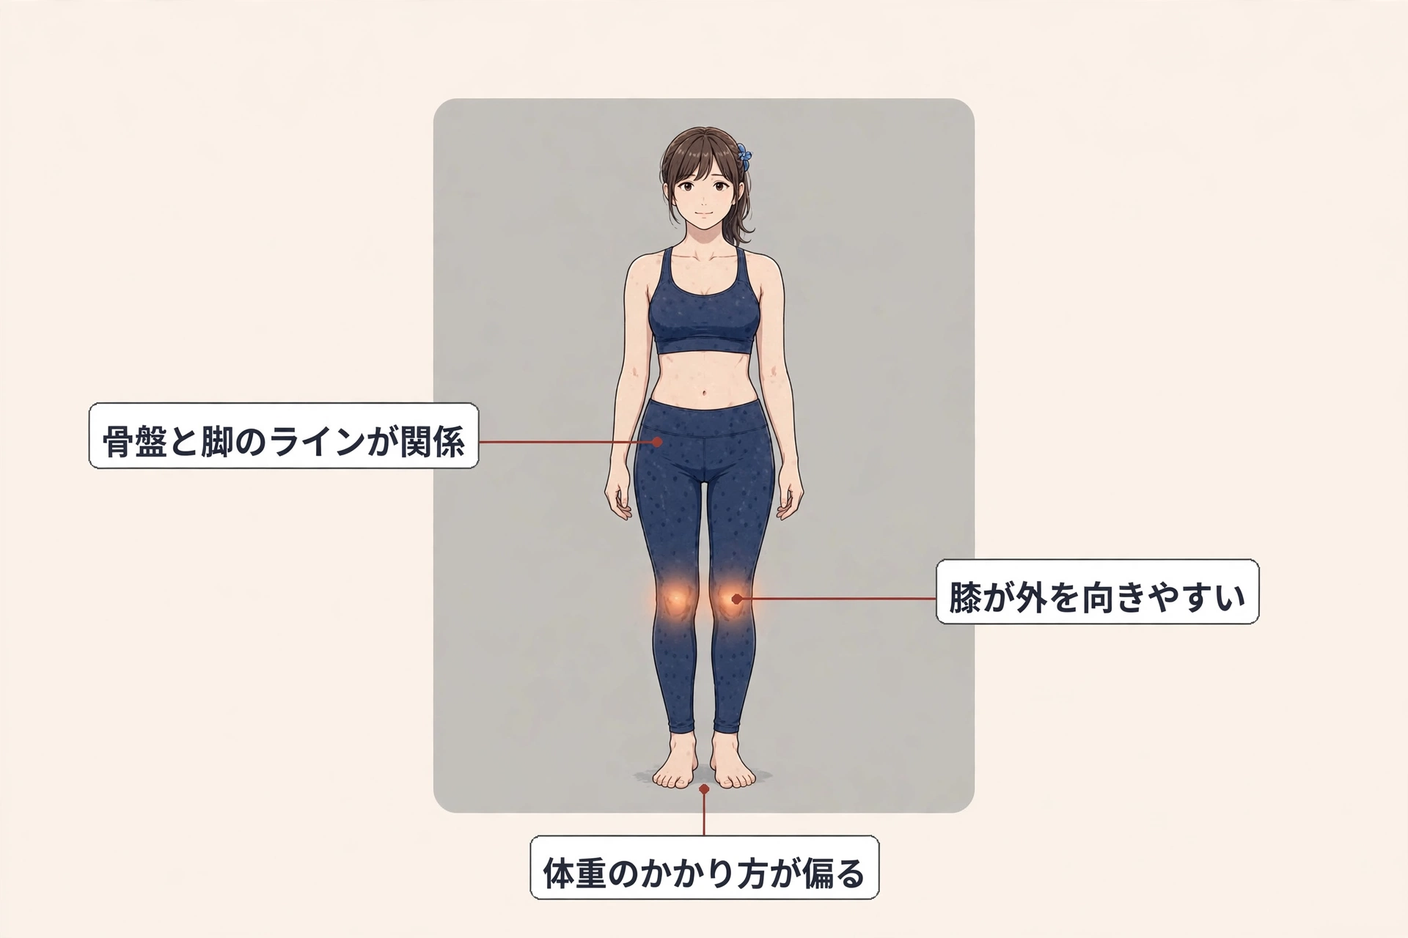 骨盤と脚のラインが関係
膝が外を向きやすい
体重のかかり方が偏る